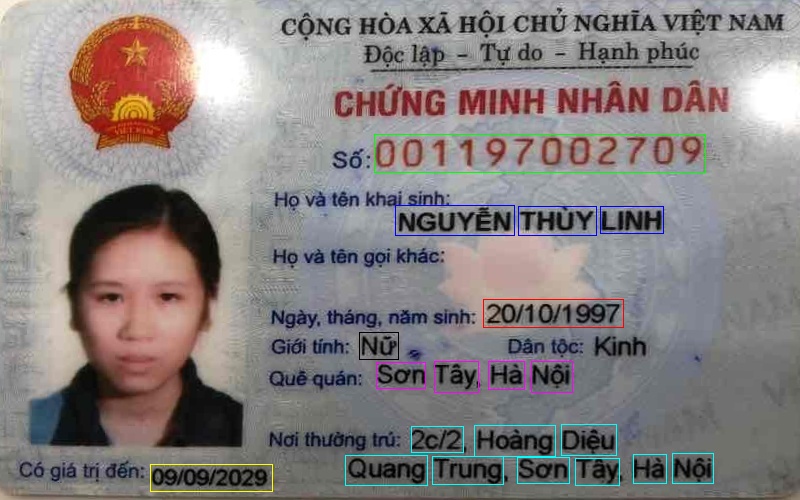 CỘNG HÒA XÃ HỘI CHỦ NGHĨA VIỆT NAM
Độc lập - Tự do - Hạnh phúc
CHỨNG MINH NHÂN DÂN
Số: 001197002709
Họ và tên khai sinh:
NGUYỄN THÙY LINH
Họ và tên gọi khác:
Ngày, tháng, năm sinh: 20/10/1997
Giới tính: Nữ Dân tộc: Kinh
Quê quán: Sơn Tây, Hà Nội
Nơi thường trú: 2c/2, Hoàng Diệu
Quang Trung, Sơn Tây, Hà Nội
Có giá trị đến: 09/09/2029
VIỆT NAM